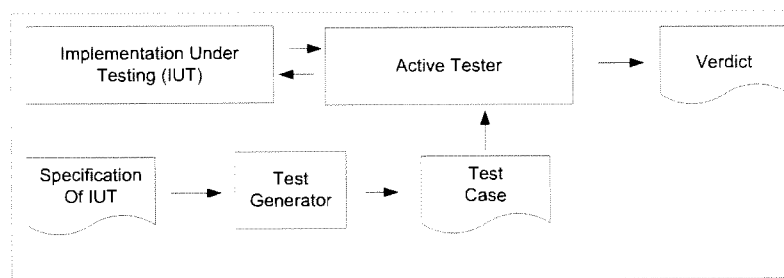 Implementation Under
Testing (IUT)
Active Tester
Verdict
Specification
Of IUT
Test
Generator
Test
Case